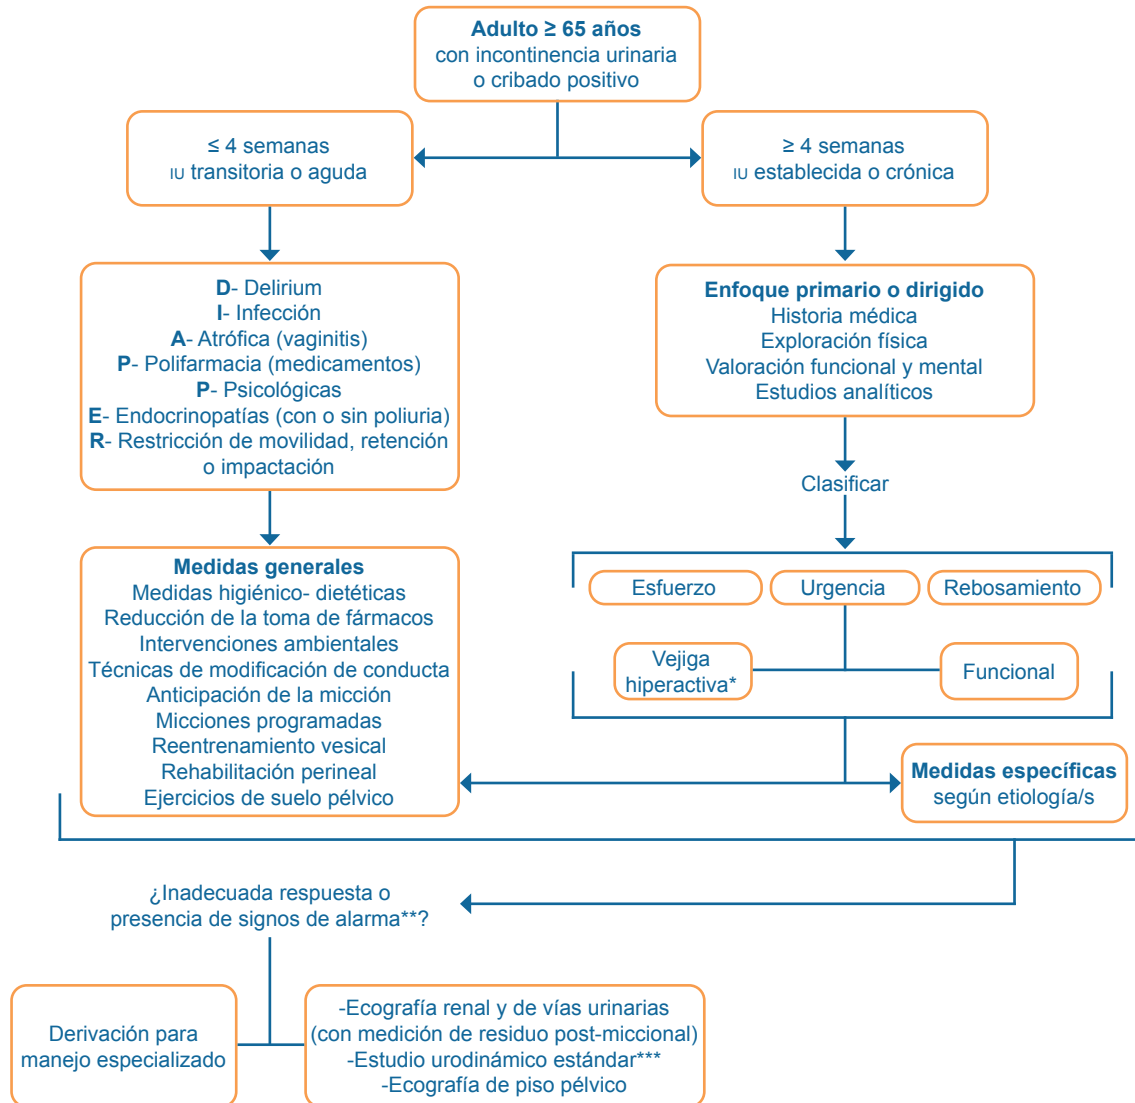 Adulto ≥ 65 años
con incontinencia urinaria
o cribado positivo
≤ 4 semanas
IU transitoria o aguda
≥ 4 semanas
IU establecida o crónica
D- Delirium
I- Infección
A- Atrófica (vaginitis)
P- Polifarmacia (medicamentos)
P- Psicológicas
E- Endocrinopatías (con o sin poliuria)
R- Restricción de movilidad, retención
o impactación
Enfoque primario o dirigido
Historia médica
Exploración física
Valoración funcional y mental
Estudios analíticos
Clasificar
Medidas generales
Medidas higiénico- dietéticas
Reducción de la toma de fármacos
Intervenciones ambientales
Técnicas de modificación de conducta
Anticipación de la micción
Micciones programadas
Reentrenamiento vesical
Rehabilitación perineal
Ejercicios de suelo pélvico
Esfuerzo
Urgencia
Rebosamiento
Vejiga
hiperactiva*
Funcional
Medidas específicas
según etiología/s
¿Inadecuada respuesta o
presencia de signos de alarma**?
Derivación para
manejo especializado
-Ecografía renal y de vías urinarias
(con medición de residuo post-miccional)
-Estudio urodinámico estándar***
-Ecografía de piso pélvico